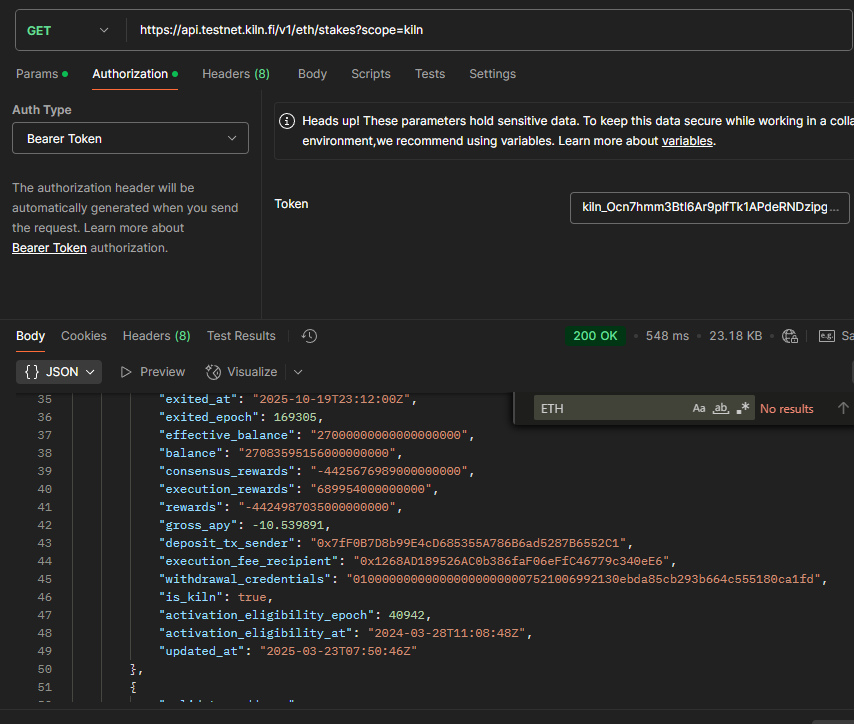 GET https://api.testnet.kiln.fi/v1/eth/stakes?scope=kiln
Params Authorization Headers (8) Body Scripts Tests Settings
Auth Type
Bearer Token
The authorization header will be
automatically generated when you send
the request. Learn more about
Bearer Token authorization.
Heads up! These parameters hold sensitive data. To keep this data secure while working in a colla
environment,we recommend using variables. Learn more about variables.
Token kiln_Ocn7hmm3Btl6Ar9plfTk1APdeRNDzipg...
Body Cookies Headers (8) Test Results 200 OK 548 ms 23.18 KB e.g. Sa
{} JSON Preview Visualize
ETH Aa ab .* No results
35 "exited_at": "2025-10-19T23:12:00Z",
36 "exited_epoch": 169305,
37 "effective_balance": "27000000000000000000",
38 "balance": "27083595156000000000",
39 "consensus_rewards": "-4425676989000000000",
40 "execution_rewards": "689954000000000",
41 "rewards": "-4424987035000000000",
42 "gross_apy": -10.539891,
43 "deposit_tx_sender": "0x7fF0B7D8b99E4cD685355A786B6ad5287B6552C1",
44 "execution_fee_recipient": "0x1268AD189526AC0b386faF06eFfC46779c340eE6",
45 "withdrawal_credentials": "0100000000000000000000007521006992130ebda85cb293b664c555180ca1fd",
46 "is_kiln": true,
47 "activation_eligibility_epoch": 40942,
48 "activation_eligibility_at": "2024-03-28T11:08:48Z",
49 "updated_at": "2025-03-23T07:50:46Z"
50 },
51 {